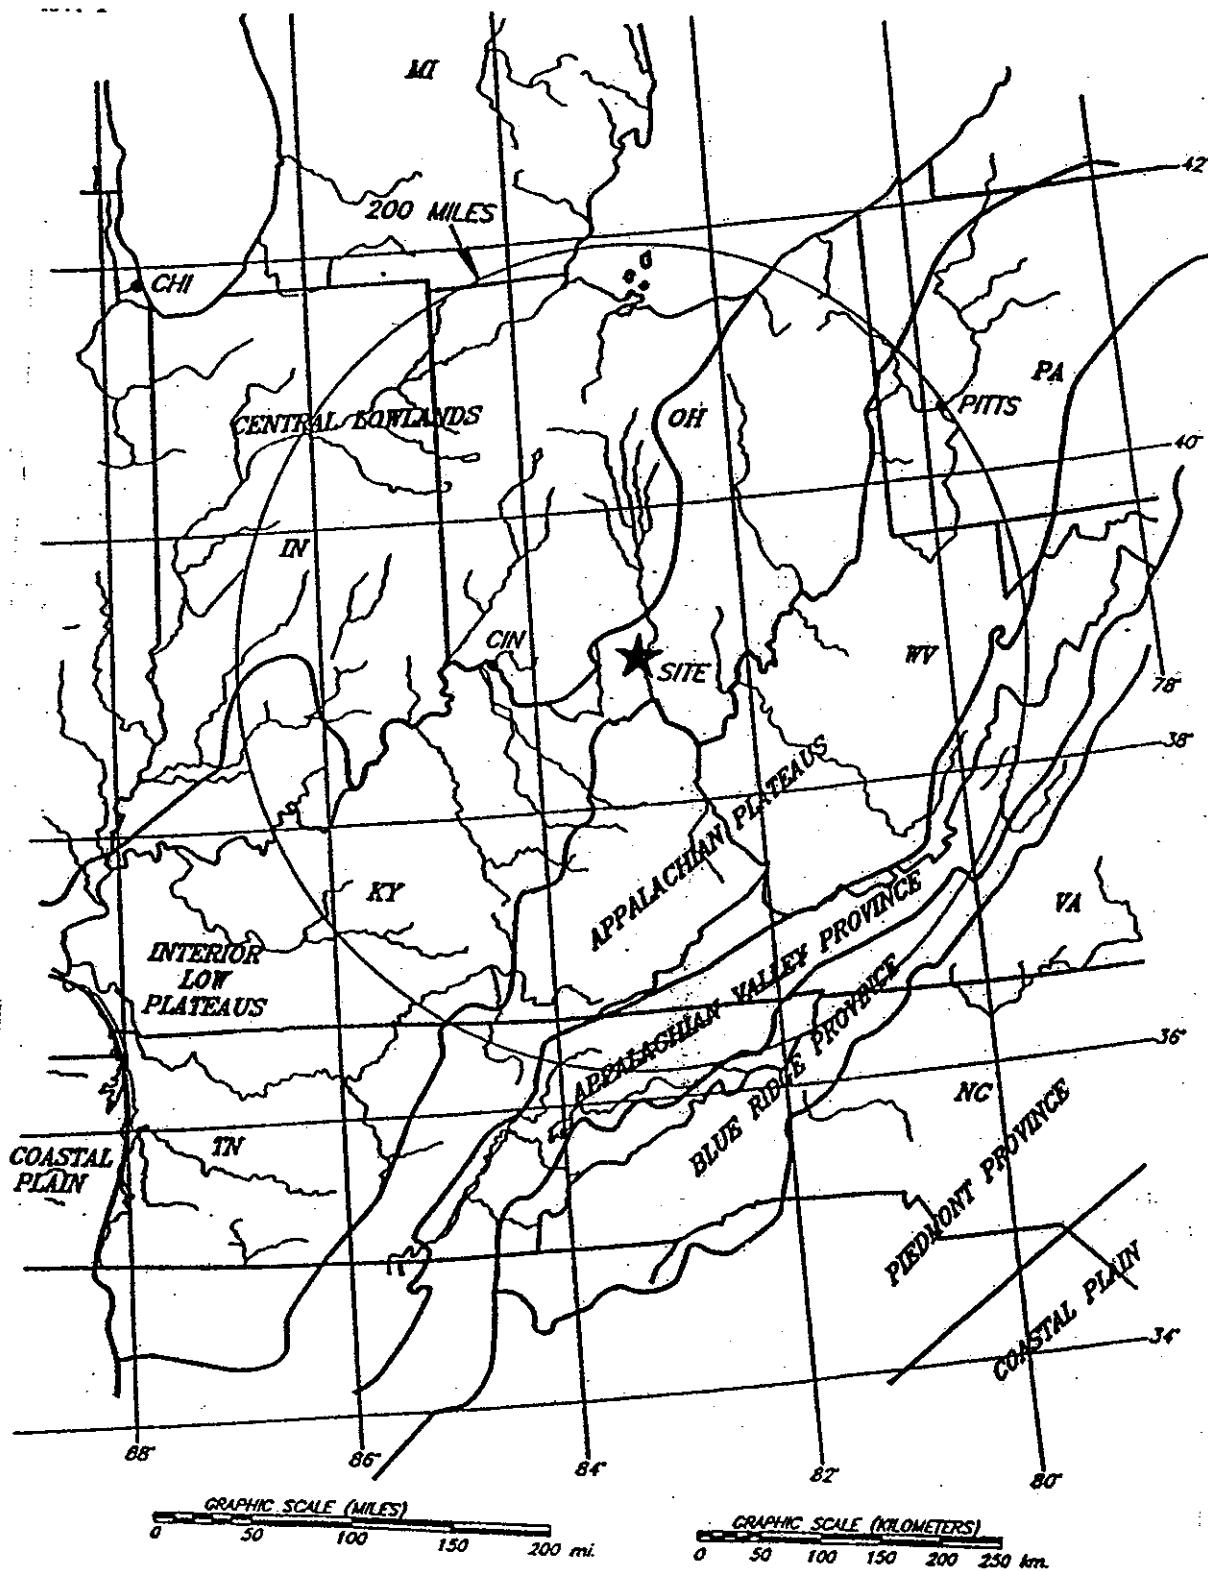 MI
42°
200 MILES
CHI
PA
PITTS
CENTRAL LOWLANDS
OH
40°
IN
CIN
SITE
WV
78°
38°
APPALACHIAN PLATEAUS
KY
VA
INTERIOR
LOW
PLATEAUS
APPALACHIAN VALLEY PROVINCE
BLUE RIDGE PROVINCE
36°
NC
TN
COASTAL
PLAIN
PIEDMONT PROVINCE
COASTAL PLAIN
34°
88°
86°
84°
82°
80°
GRAPHIC SCALE (MILES)
0 50 100 150 200 mi.
GRAPHIC SCALE (KILOMETERS)
0 50 100 150 200 250 km.